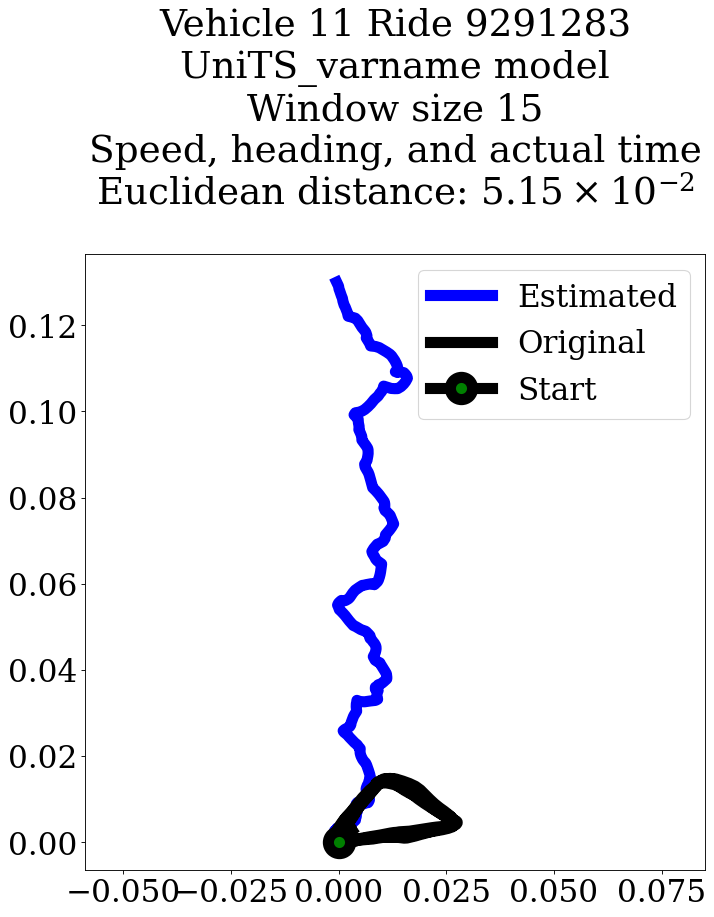 Vehicle 11 Ride 9291283
UniTS_varname model
Window size 15
Speed, heading, and actual time
Euclidean distance: 5.15 × 10⁻²
Estimated
Original
Start
0.12
0.10
0.08
0.06
0.04
0.02
0.00
−0.050 −0.025 0.000 0.025 0.050 0.075